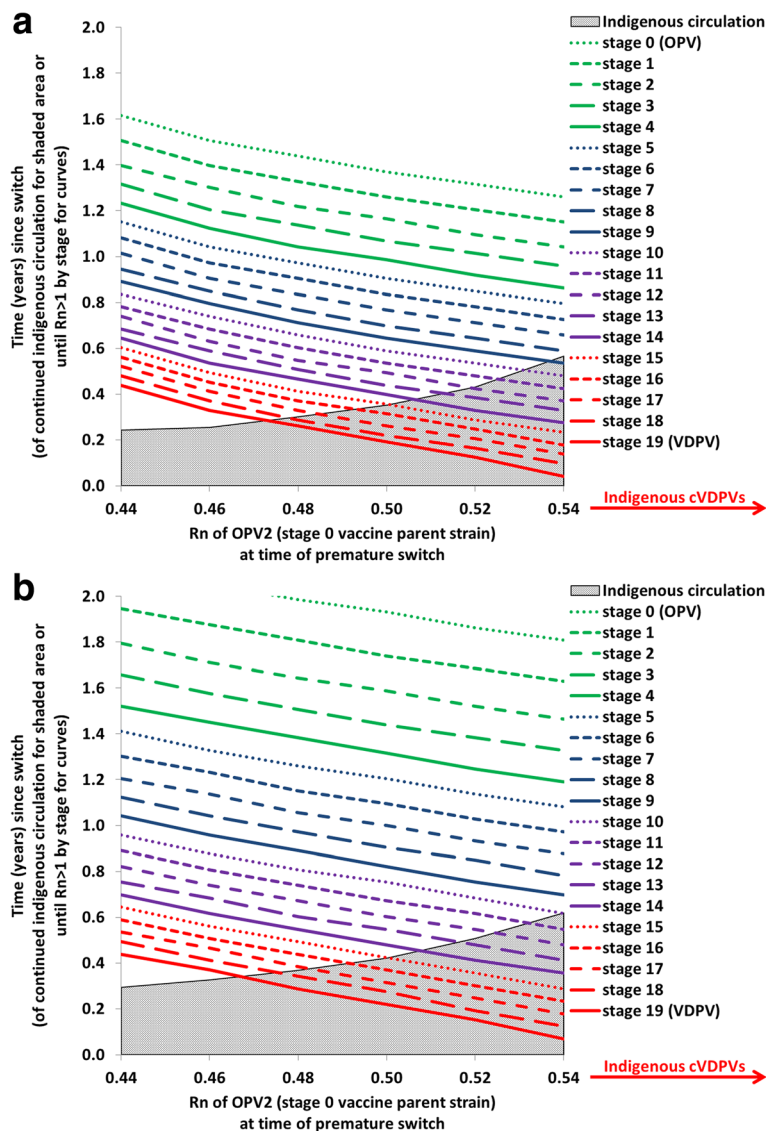 a
Time (years) since switch
(of continued indigenous circulation for shaded area or
until Rn>1 by stage for curves)
2.0
1.8
1.6
1.4
1.2
1.0
0.8
0.6
0.4
0.2
0.0
0.44 0.46 0.48 0.50 0.52 0.54
Rn of OPV2 (stage 0 vaccine parent strain)
at time of premature switch
Indigenous circulation
stage 0 (OPV)
stage 1
stage 2
stage 3
stage 4
stage 5
stage 6
stage 7
stage 8
stage 9
stage 10
stage 11
stage 12
stage 13
stage 14
stage 15
stage 16
stage 17
stage 18
stage 19 (VDPV)
Indigenous cVDPVs
b
Time (years) since switch
(of continued indigenous circulation for shaded area or
until Rn>1 by stage for curves)
2.0
1.8
1.6
1.4
1.2
1.0
0.8
0.6
0.4
0.2
0.0
0.44 0.46 0.48 0.50 0.52 0.54
Rn of OPV2 (stage 0 vaccine parent strain)
at time of premature switch
Indigenous circulation
stage 0 (OPV)
stage 1
stage 2
stage 3
stage 4
stage 5
stage 6
stage 7
stage 8
stage 9
stage 10
stage 11
stage 12
stage 13
stage 14
stage 15
stage 16
stage 17
stage 18
stage 19 (VDPV)
Indigenous cVDPVs